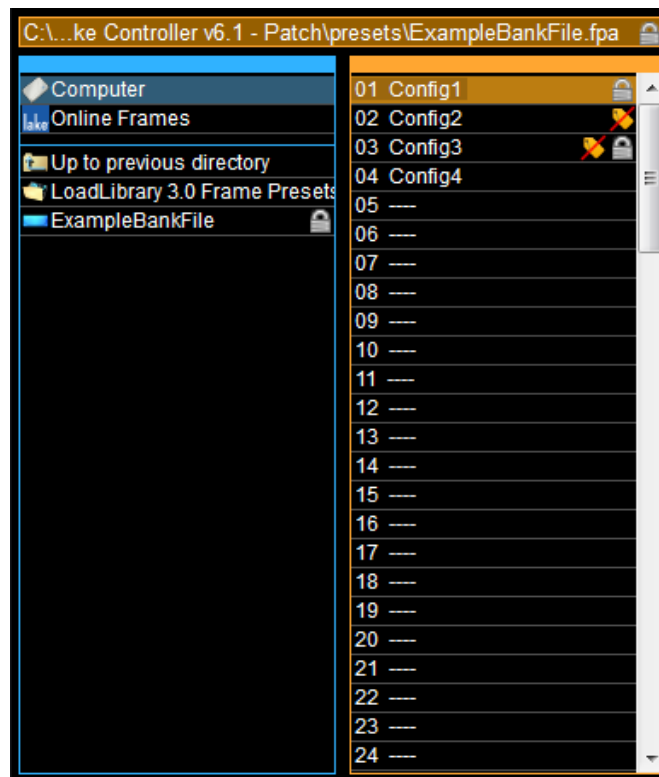 C:\...ke Controller v6.1 - Patch\presets\ExampleBankFile.fpa
Computer
lake Online Frames
Up to previous directory
LoadLibrary 3.0 Frame Presets
ExampleBankFile
01 Config1
02 Config2
03 Config3
04 Config4
05 ----
06 ----
07 ----
08 ----
09 ----
10 ----
11 ----
12 ----
13 ----
14 ----
15 ----
16 ----
17 ----
18 ----
19 ----
20 ----
21 ----
22 ----
23 ----
24 ----